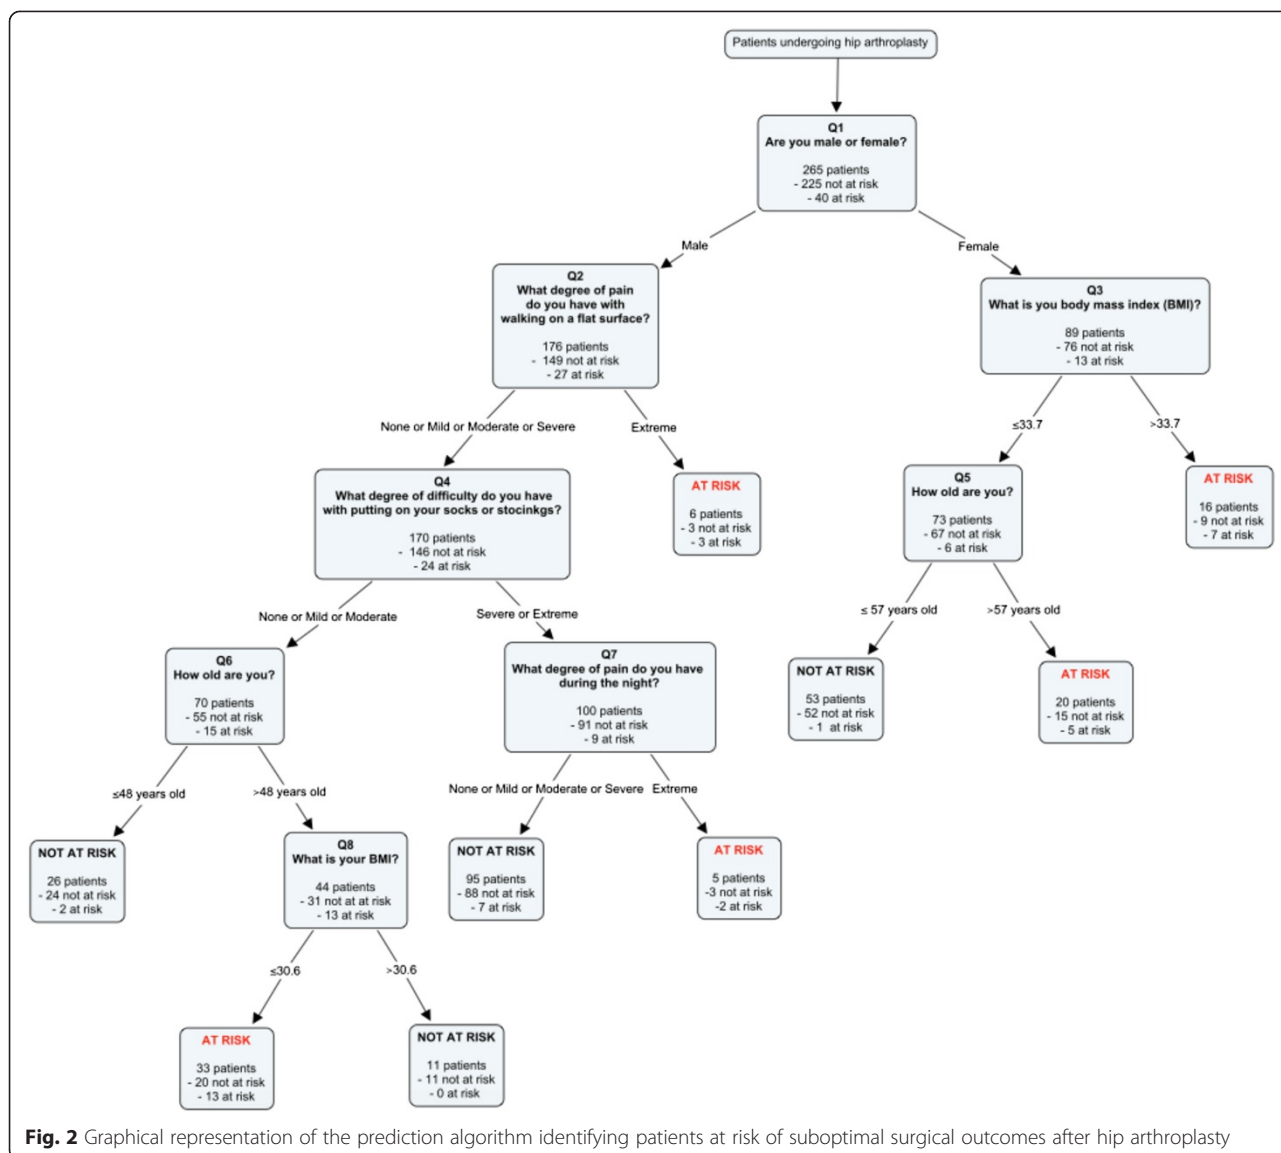 Patients undergoing hip arthroplasty
Q1
Are you male or female?
265 patients
- 225 not at risk
- 40 at risk
Male
Female
Q2
What degree of pain
do you have with
walking on a flat surface?
176 patients
- 149 not at risk
- 27 at risk
Q3
What is you body mass index (BMI)?
89 patients
- 76 not at risk
- 13 at risk
None or Mild or Moderate or Severe
Extreme
≤33.7
>33.7
Q4
What degree of difficulty do you have
with putting on your socks or stocinkgs?
170 patients
- 146 not at risk
- 24 at risk
AT RISK
6 patients
- 3 not at risk
- 3 at risk
Q5
How old are you?
73 patients
- 67 not at risk
- 6 at risk
AT RISK
16 patients
- 9 not at risk
- 7 at risk
None or Mild or Moderate
Severe or Extreme
≤ 57 years old
>57 years old
Q6
How old are you?
70 patients
- 55 not at risk
- 15 at risk
Q7
What degree of pain do you have
during the night?
100 patients
- 91 not at risk
- 9 at risk
NOT AT RISK
53 patients
- 52 not at risk
- 1 at risk
AT RISK
20 patients
- 15 not at risk
- 5 at risk
≤48 years old
>48 years old
None or Mild or Moderate or Severe
Extreme
NOT AT RISK
26 patients
- 24 not at risk
- 2 at risk
Q8
What is your BMI?
44 patients
- 31 not at at risk
- 13 at risk
NOT AT RISK
95 patients
- 88 not at risk
- 7 at risk
AT RISK
5 patients
-3 not at risk
-2 at risk
≤30.6
>30.6
AT RISK
33 patients
- 20 not at risk
- 13 at risk
NOT AT RISK
11 patients
- 11 not at risk
- 0 at risk
Fig. 2 Graphical representation of the prediction algorithm identifying patients at risk of suboptimal surgical outcomes after hip arthroplasty